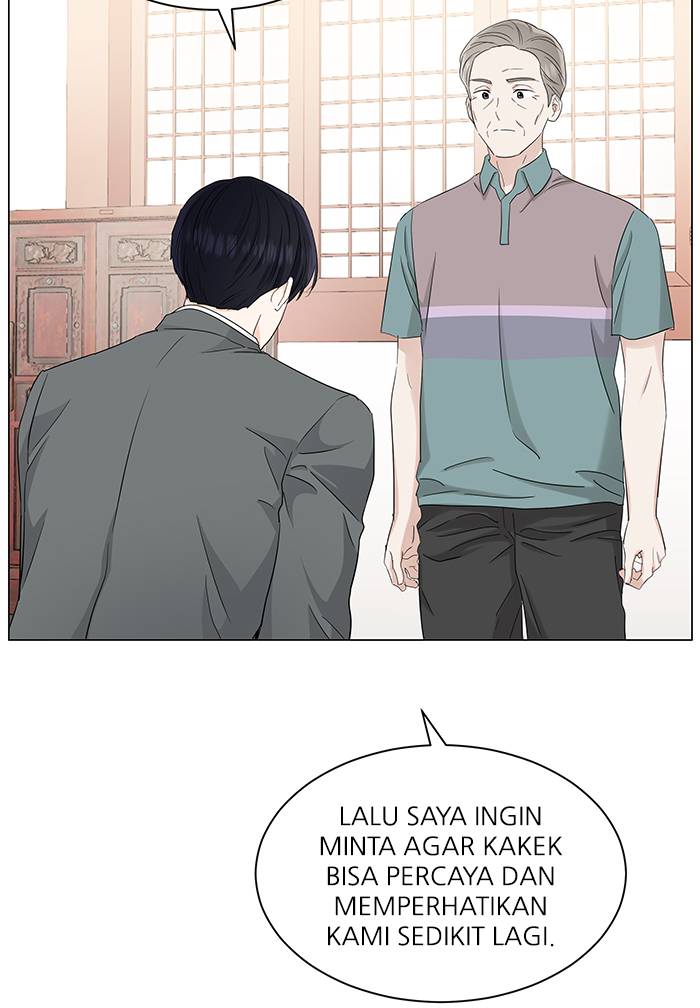 LALU SAYA INGIN
MINTA AGAR KAKEK
BISA PERCAYA DAN
MEMPERHATIKAN
KAMI SEDIKIT LAGI.